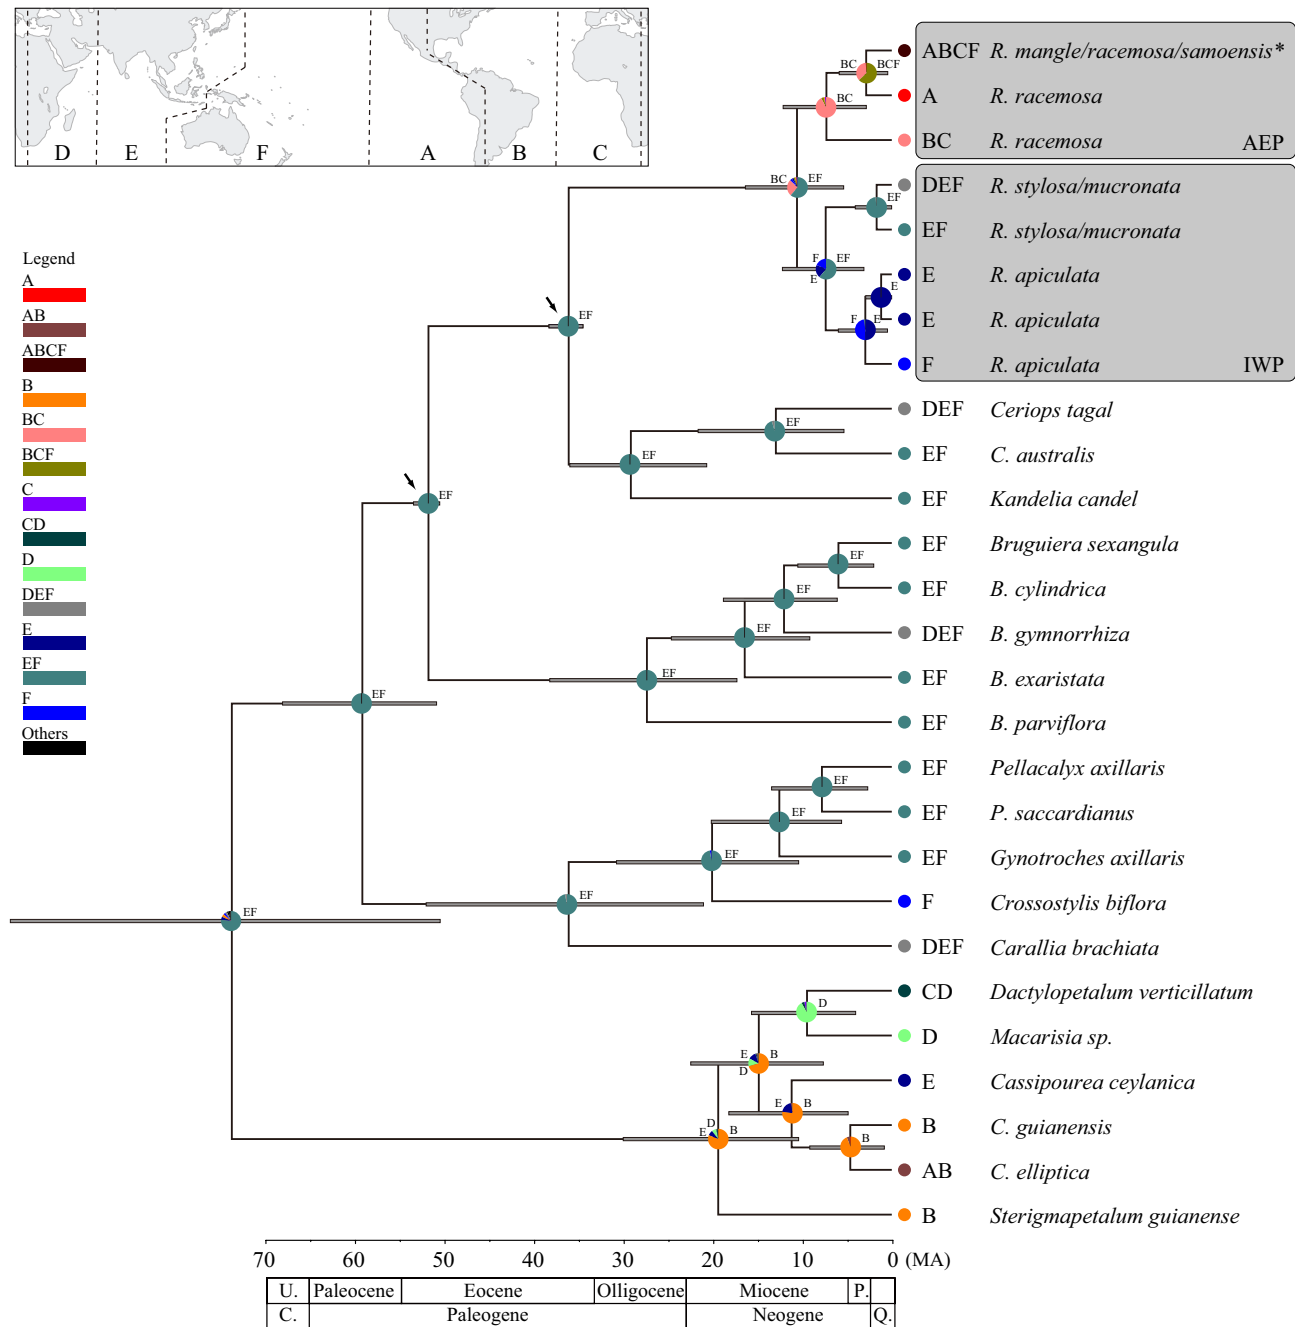 D E F A B C
ABCF R. mangle/racemosa/samoensis*
BC BCF
A R. racemosa
BC
BC R. racemosa AEP
BC EF
DEF R. stylosa/mucronata
EF
EF R. stylosa/mucronata
F EF
E
E R. apiculata
E
E R. apiculata
F E
F R. apiculata IWP
EF
DEF Ceriops tagal
EF
EF C. australis
EF
EF Kandelia candel
EF
EF Bruguiera sexangula
EF
EF B. cylindrica
EF
DEF B. gymnorrhiza
EF
EF B. exaristata
EF
EF B. parviflora
EF
EF Pellacalyx axillaris
EF
EF P. saccardianus
EF
EF Gynotroches axillaris
EF
F Crossostylis biflora
EF
DEF Carallia brachiata
EF
CD Dactylopetalum verticillatum
D
D Macarisia sp.
E B
D
E Cassipourea ceylanica
E B
B C. guianensis
D
E B
B
AB C. elliptica
B Sterigmapetalum guianense
Legend
A
AB
ABCF
B
BC
BCF
C
CD
D
DEF
E
EF
F
Others
70 60 50 40 30 20 10 0 (MA)
U. Paleocene Eocene Olligocene Miocene P.
C. Paleogene Neogene Q.